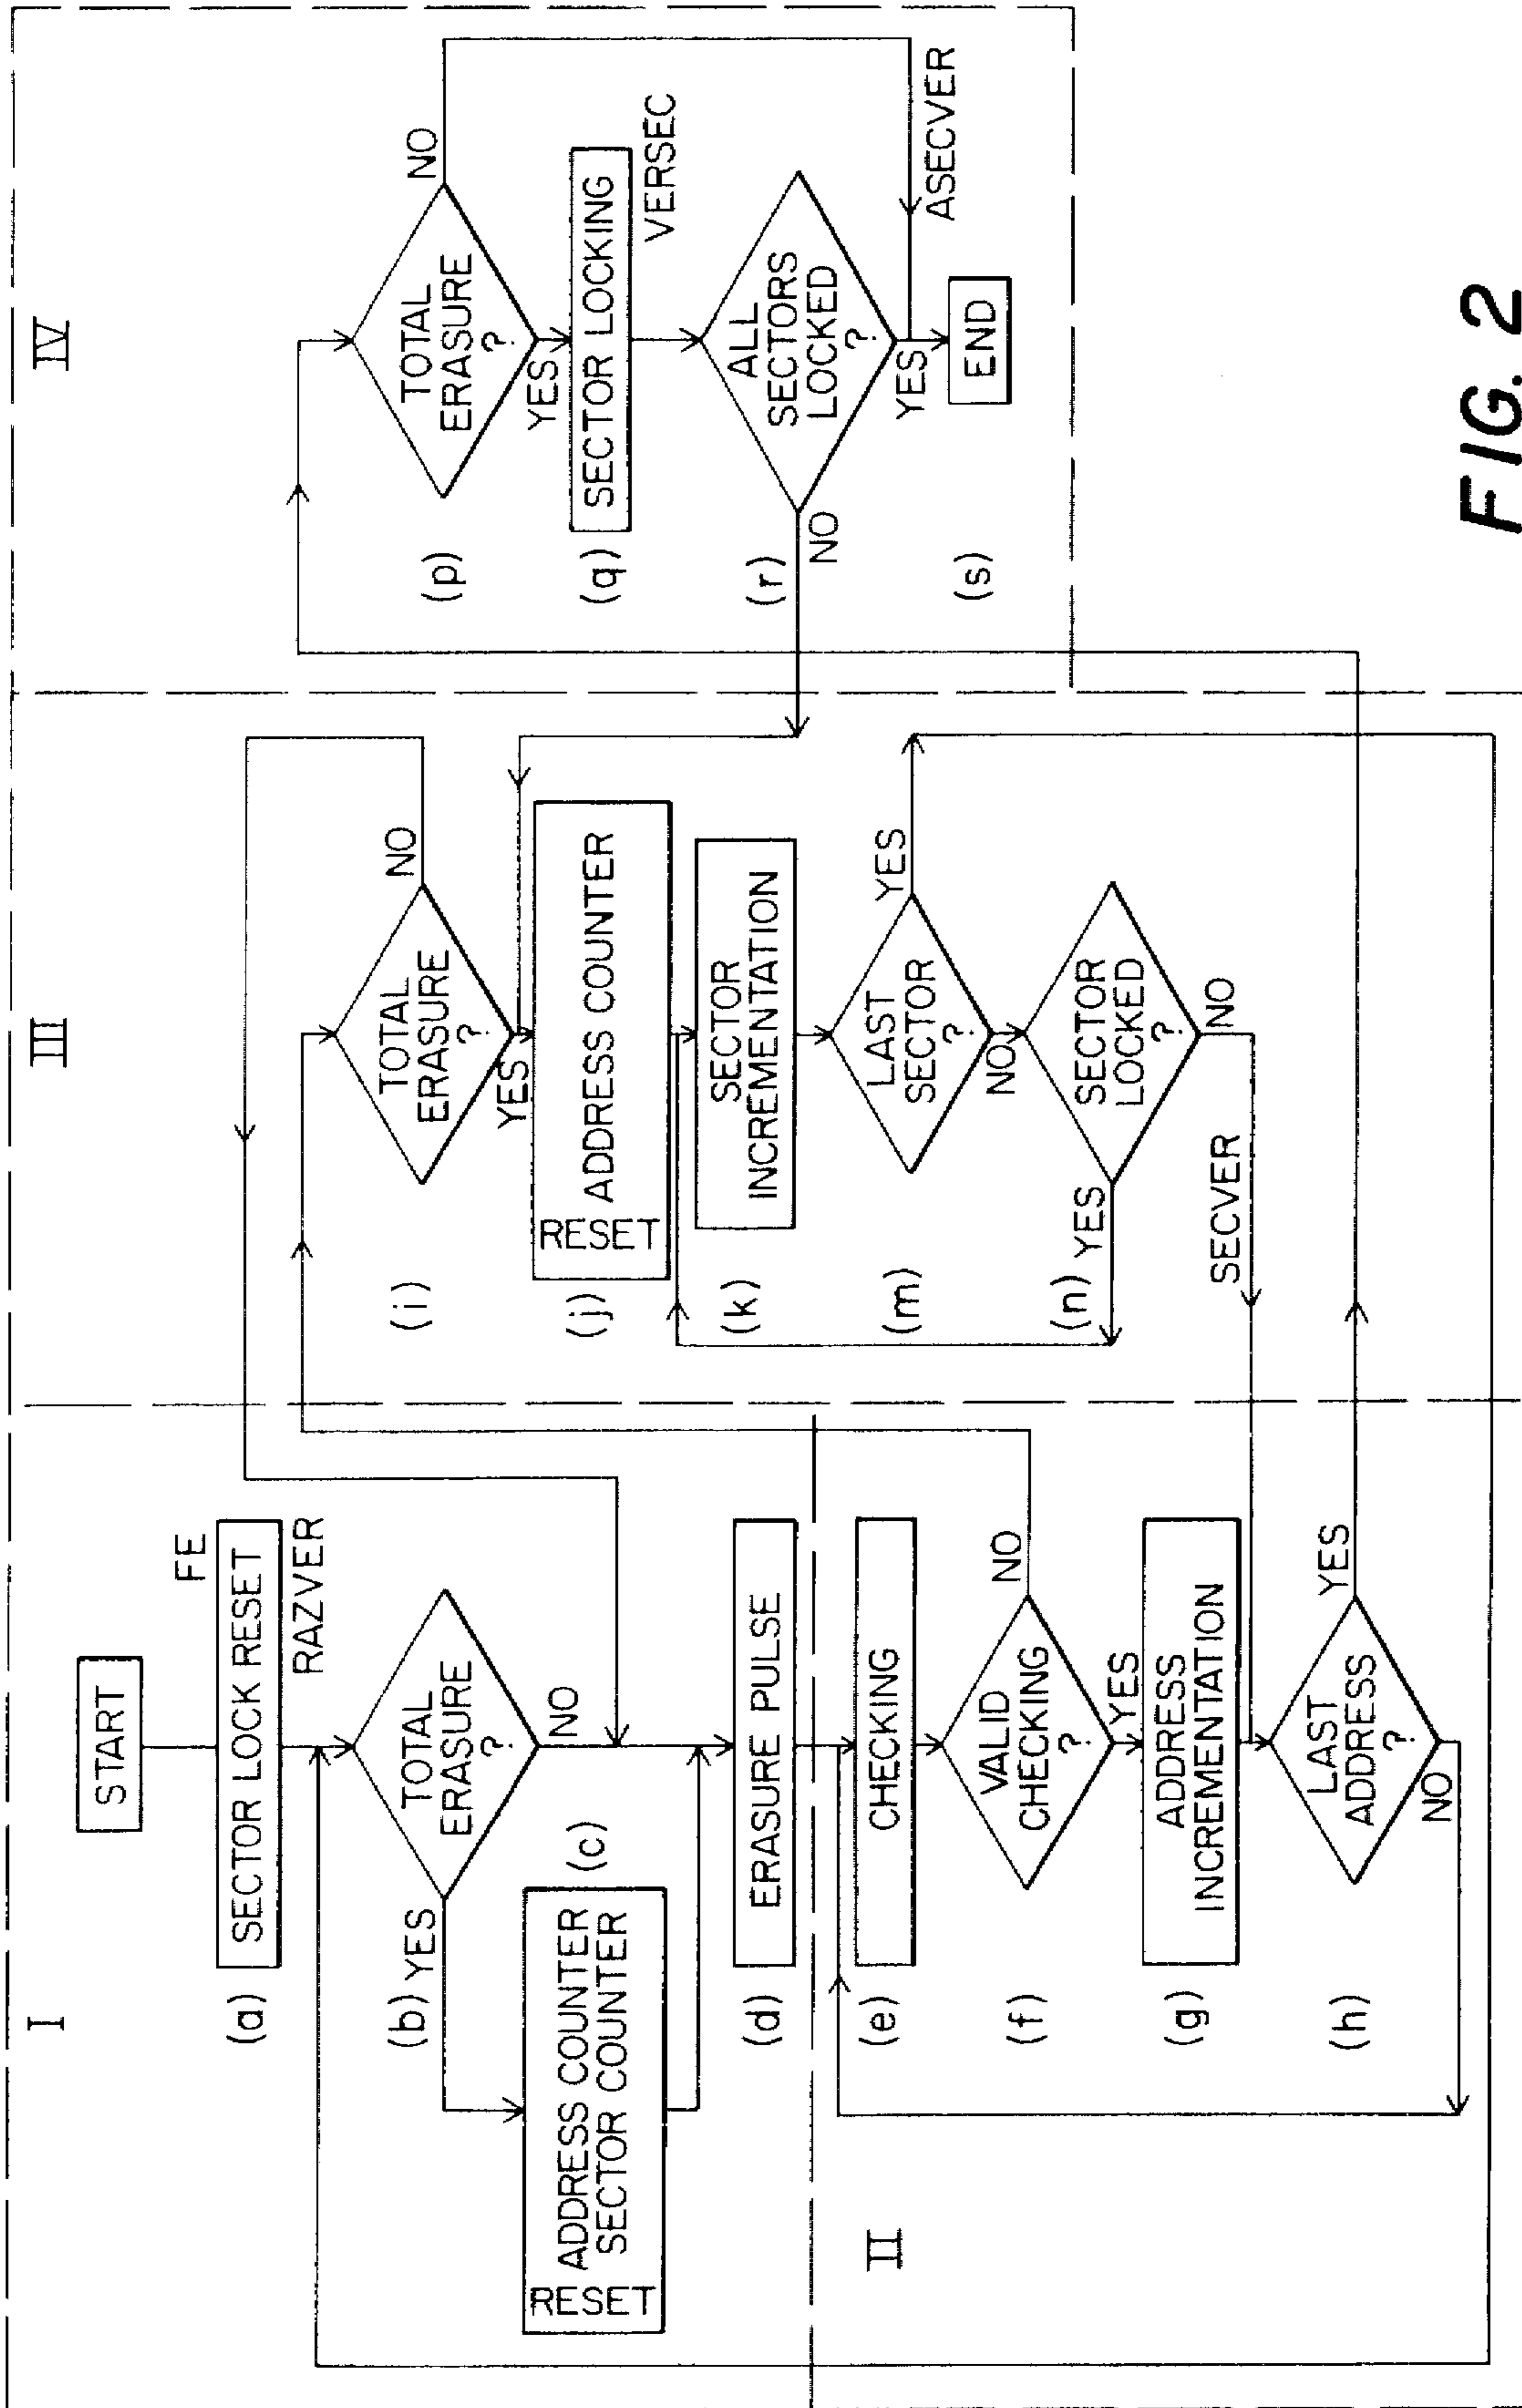 I
START
FE
(a)
SECTOR LOCK RESET
RAZVER
(b)
TOTAL
ERASURE
?
YES
NO
(c)
RESET
ADDRESS COUNTER
SECTOR COUNTER
(d)
ERASURE PULSE
II
(e)
CHECKING
(f)
VALID
CHECKING
?
NO
YES
(g)
ADDRESS
INCREMENTATION
(h)
LAST
ADDRESS
?
YES
NO
III
(i)
TOTAL
ERASURE
?
NO
YES
(j)
RESET
ADDRESS COUNTER
(k)
SECTOR
INCREMENTATION
(m)
LAST
SECTOR
?
YES
NO
(n)
SECTOR
LOCKED
?
YES
NO
SECVER
IV
(p)
TOTAL
ERASURE
?
NO
YES
(q)
SECTOR LOCKING
VERSEC
(r)
ALL
SECTORS
LOCKED
?
NO
YES
ASECVER
(s)
END
FIG. 2